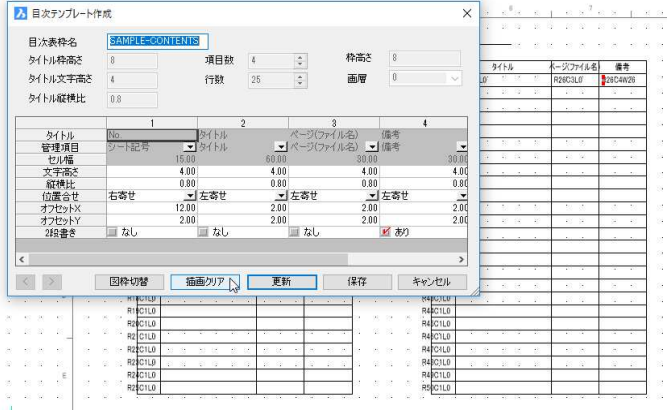 目次テンプレート作成
目次表枠名 SAMPLE-CONTENTS
タイトル枠高さ 8 項目数 4 枠高さ 8
タイトル文字高さ 4 行数 25 画層 0
タイトル縦横比 0.8
1 2 3 4
タイトル No. タイトル ページ(ファイル名) 備考
管理項目 シート記号 タイトル ページ(ファイル名) 備考
セル幅 15.00 60.00 30.00 30.00
文字高さ 4.00 4.00 4.00 4.00
縦横比 0.80 0.80 0.80 0.80
位置合せ 右寄せ 左寄せ 左寄せ 左寄せ
オフセットX 12.00 2.00 2.00 2.00
オフセットY 2.00 2.00 2.00 2.00
2段書き なし なし なし あり
< > 図枠切替 描画クリア 更新 保存 キャンセル
タイトル ページ(ファイル名) 備考
R26C3L0 R26C4W26
R19C1L0
R20C1L0
R21C1L0
R22C1L0
R23C1L0
R24C1L0
R25C1L0
R50C1L0